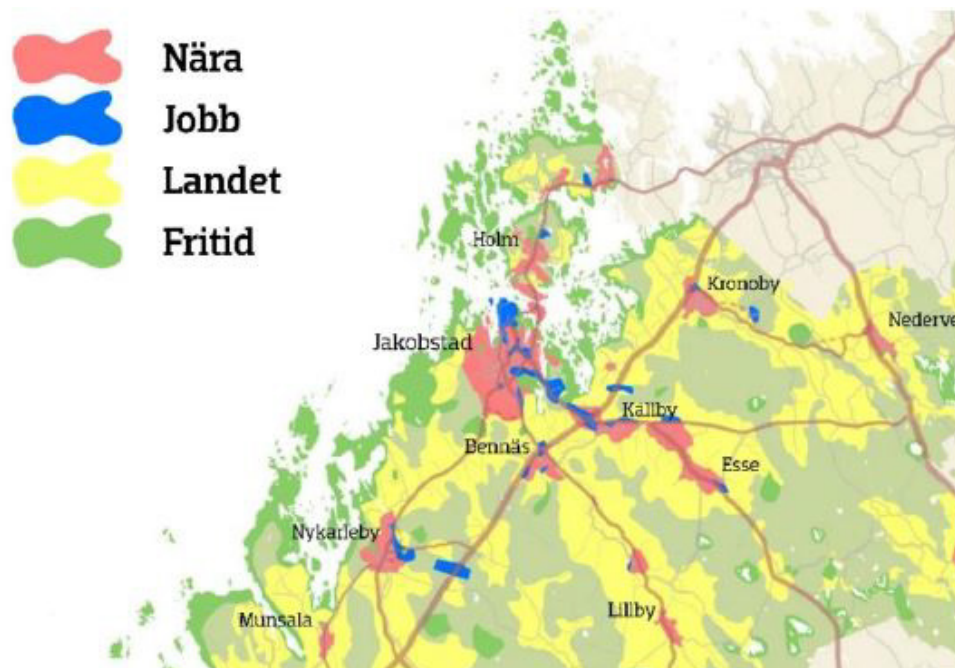 Nära
Jobb
Landet
Fritid
Holm
Kronoby
Nederve
Jakobstad
Källby
Bennäs
Esse
Nykarleby
Lillby
Munsala